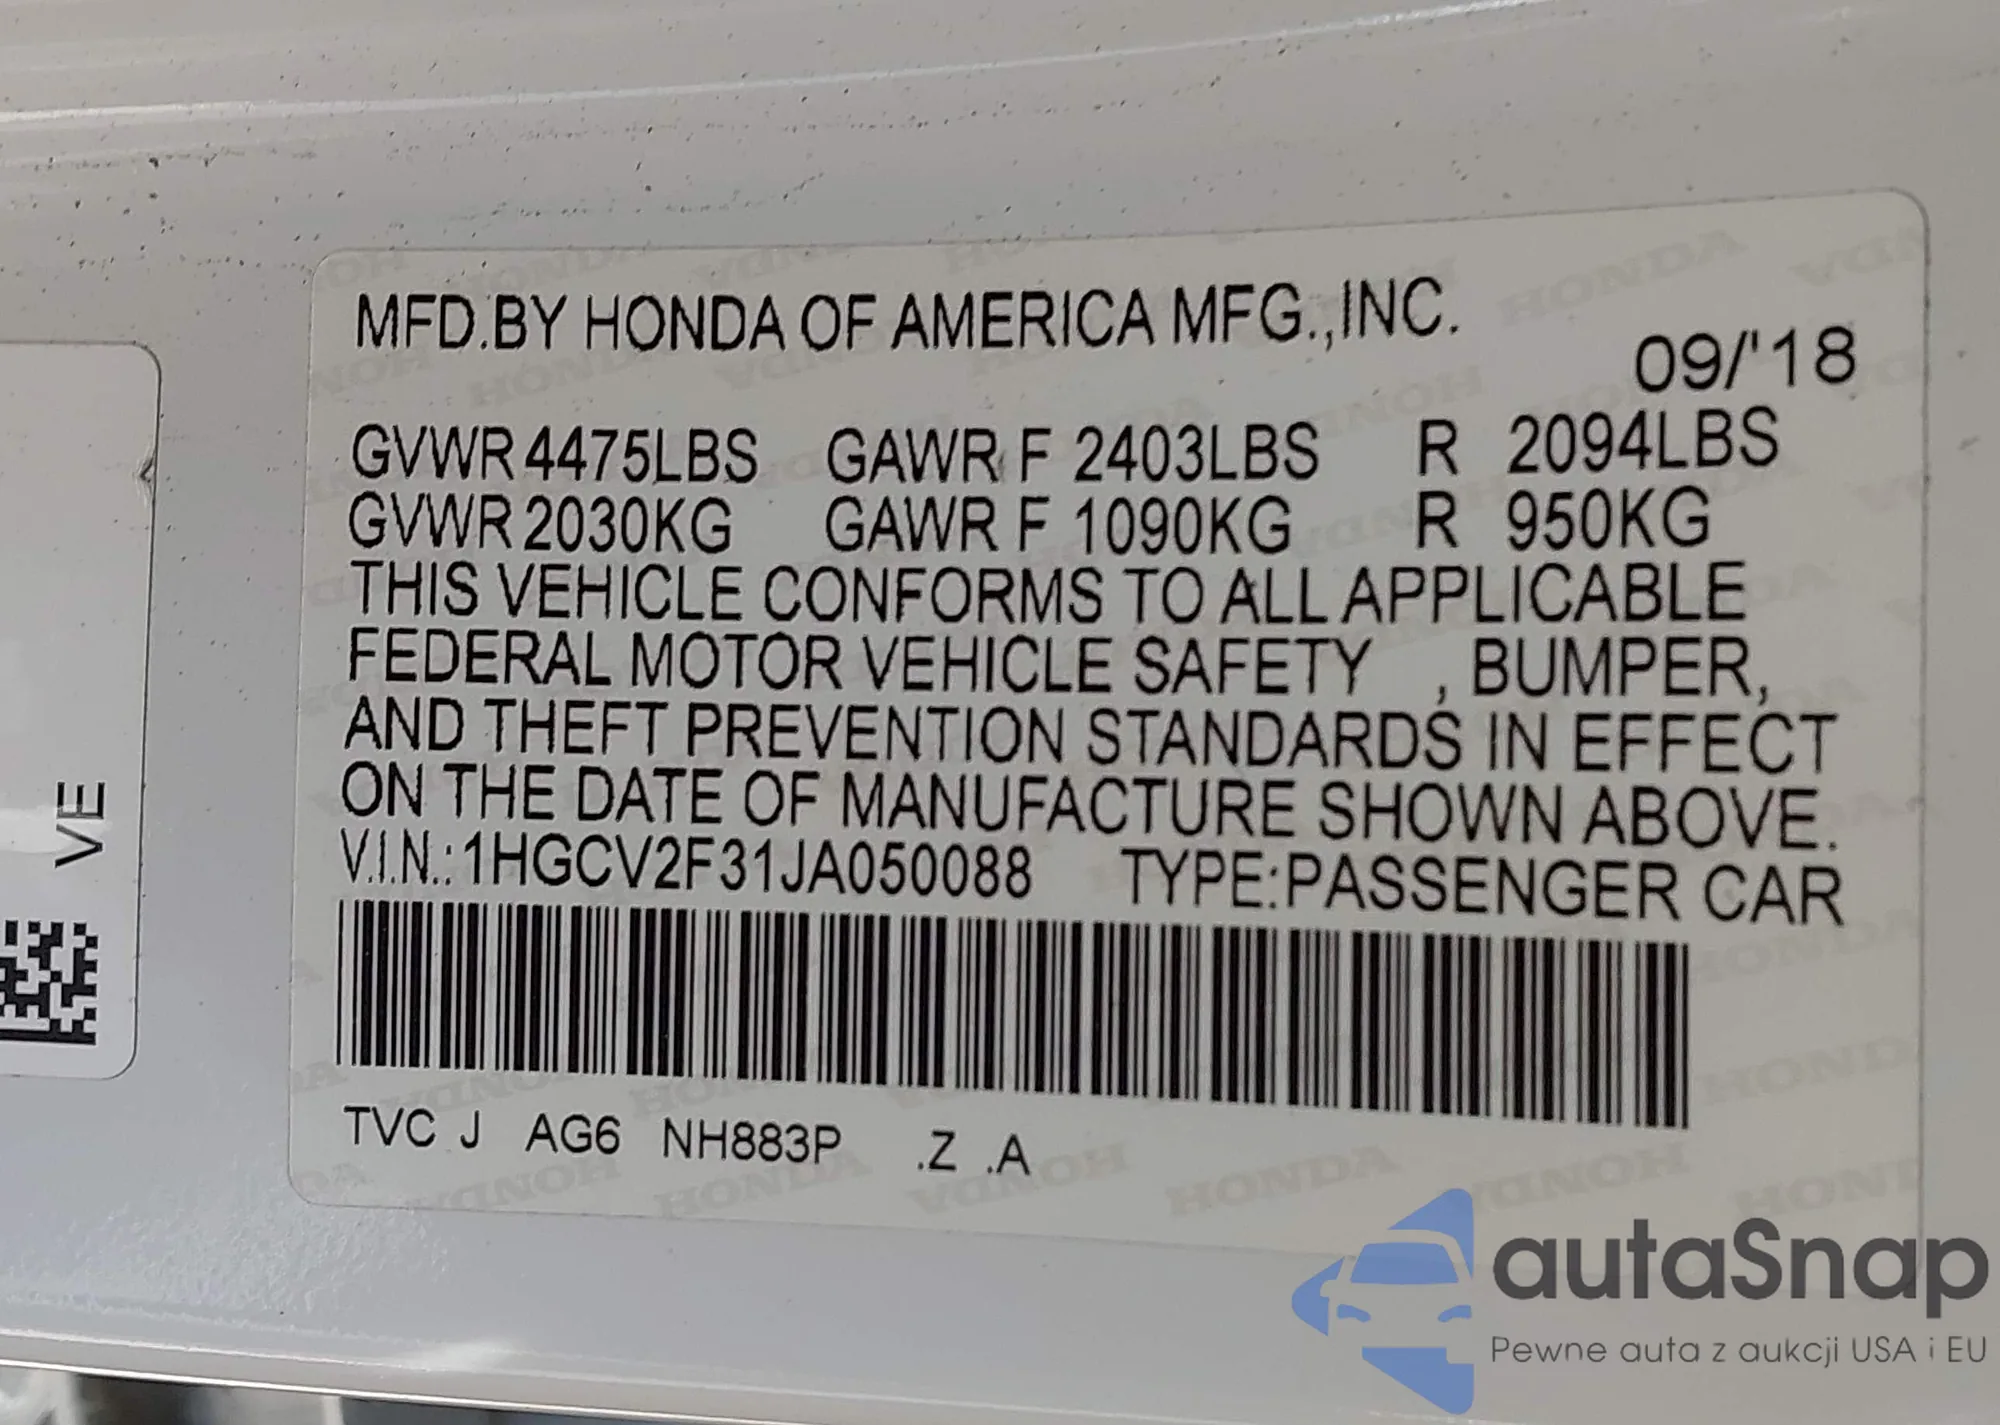 MFD.BY HONDA OF AMERICA MFG.,INC.
09/'18
GVWR 4475LBS GAWR F 2403LBS R 2094LBS
GVWR 2030KG GAWR F 1090KG R 950KG
THIS VEHICLE CONFORMS TO ALL APPLICABLE
FEDERAL MOTOR VEHICLE SAFETY , BUMPER,
AND THEFT PREVENTION STANDARDS IN EFFECT
ON THE DATE OF MANUFACTURE SHOWN ABOVE.
V.I.N.: 1HGCV2F31JA050088 TYPE:PASSENGER CAR
TVC J AG6 NH883P .Z .A
VE
autaSnap
Pewne auta z aukcji USA i EU